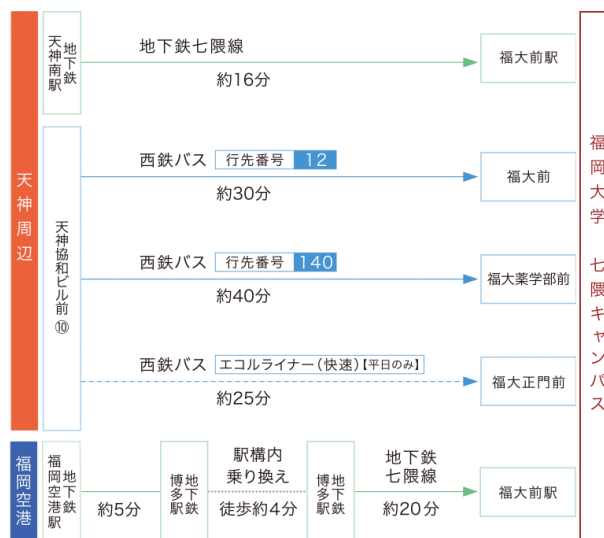 天神周辺
地下鉄
天神南駅
地下鉄七隈線
約16分
福大前駅
天神協和ビル前⑩
西鉄バス 行先番号 12
約30分
福大前
西鉄バス 行先番号 140
約40分
福大薬学部前
西鉄バス エコルライナー(快速)【平日のみ】
約25分
福大正門前
福岡空港
地下鉄
福岡空港駅
約5分
地下鉄
博多駅
駅構内
乗り換え
徒歩約4分
地下鉄
博多駅
地下鉄
七隈線
約20分
福大前駅
福岡大学 七隈キャンパス